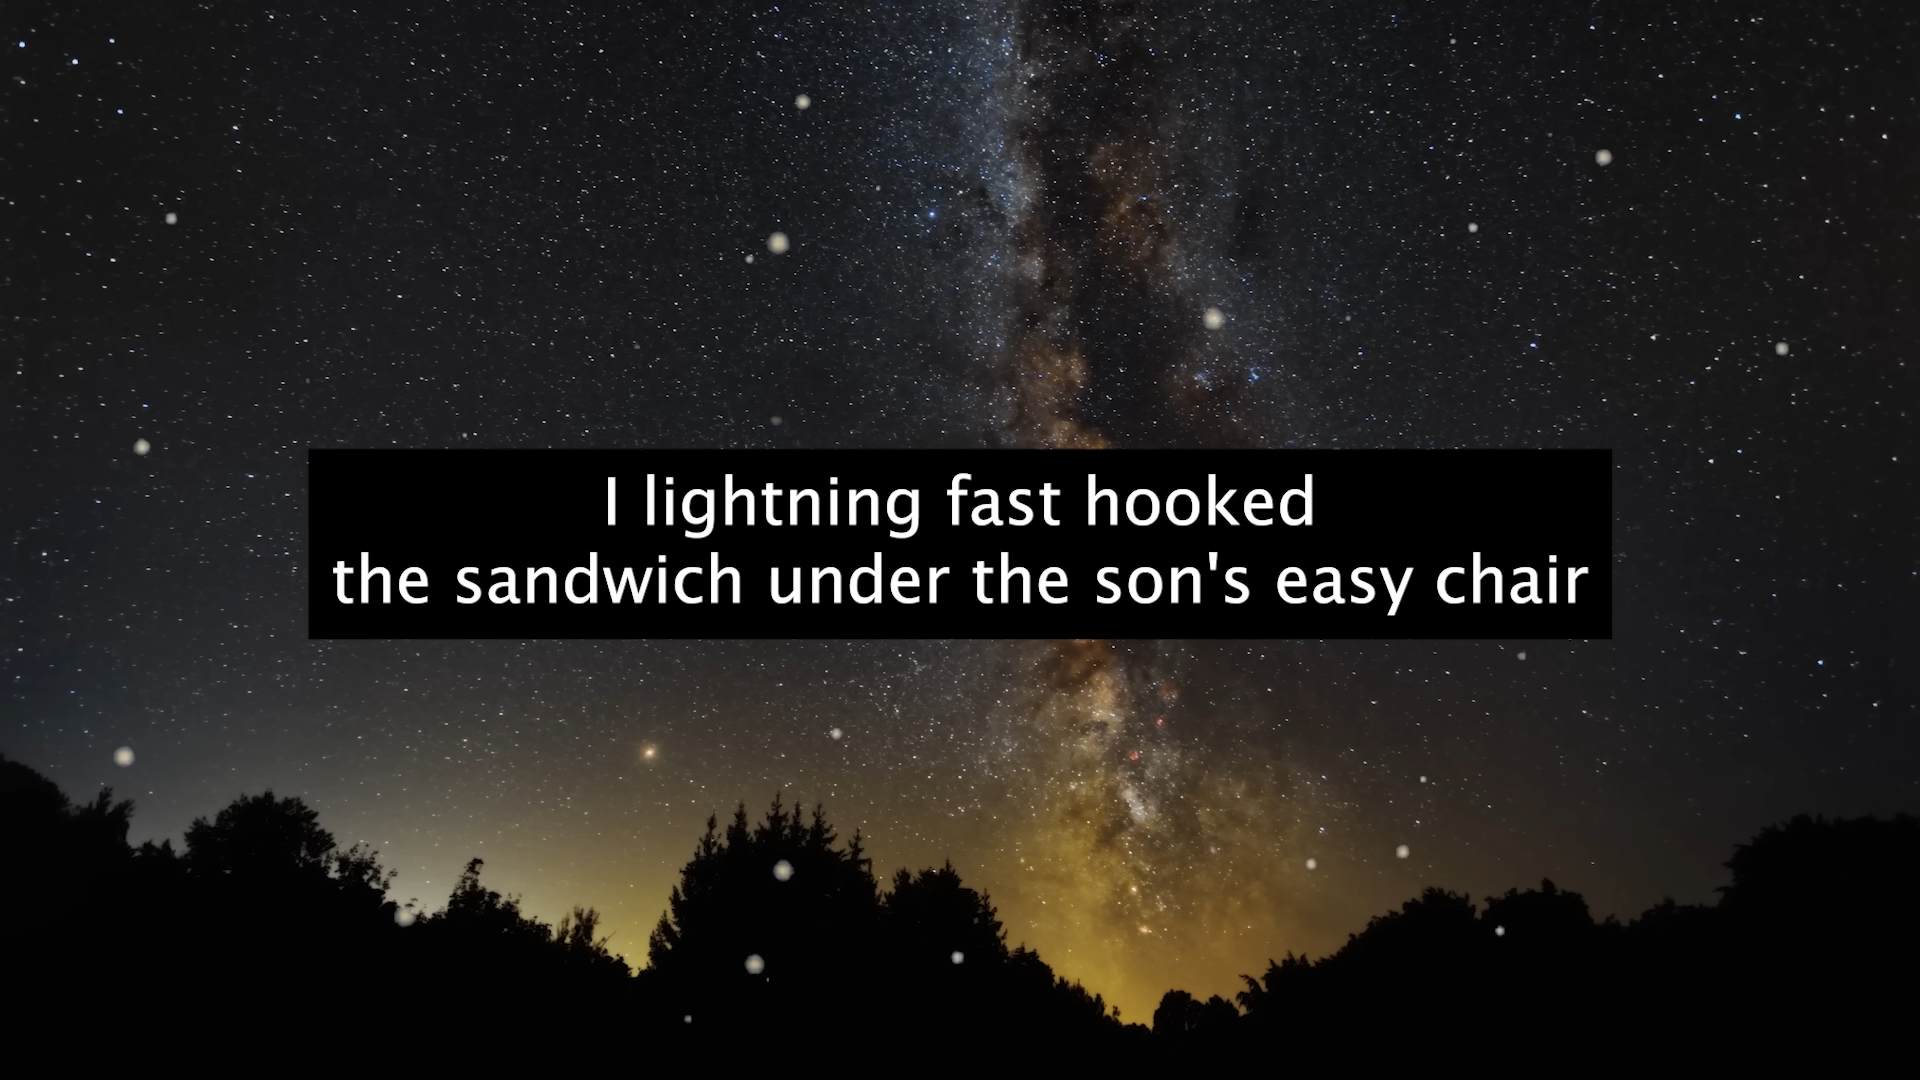 I lightning fast hooked
the sandwich under the son's easy chair